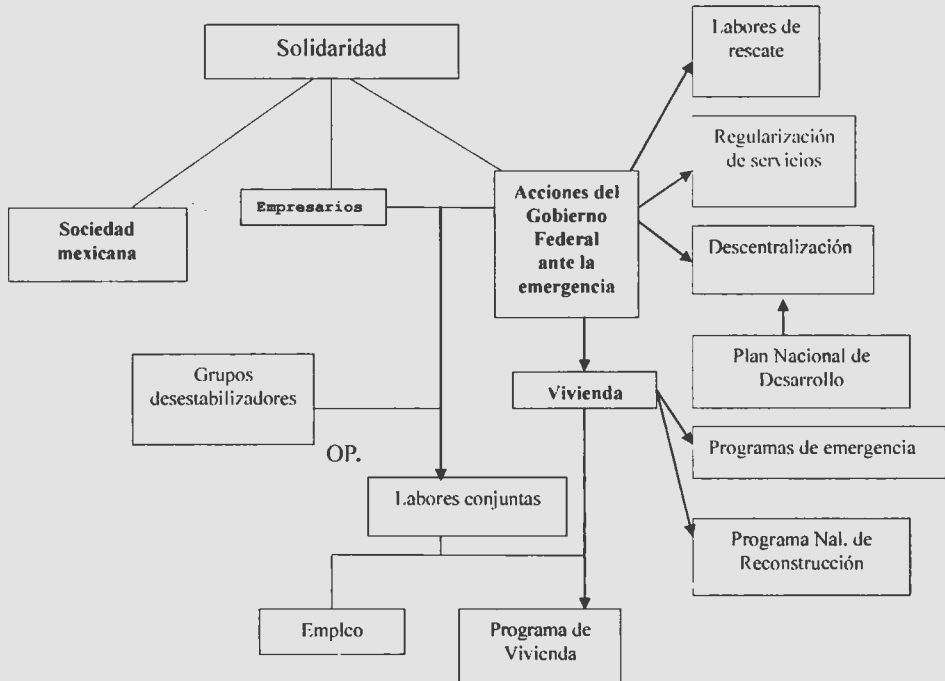 Solidaridad
Labores de
rescate
Regularización
de servicios
Empresarios
Acciones del
Gobierno
Federal
ante la
emergencia
Sociedad
mexicana
Descentralización
Plan Nacional de
Desarrollo
Grupos
desestabilizadores
Vivienda
OP.
Programas de emergencia
Labores conjuntas
Programa Nal. de
Reconstrucción
Empleo
Programa de
Vivienda